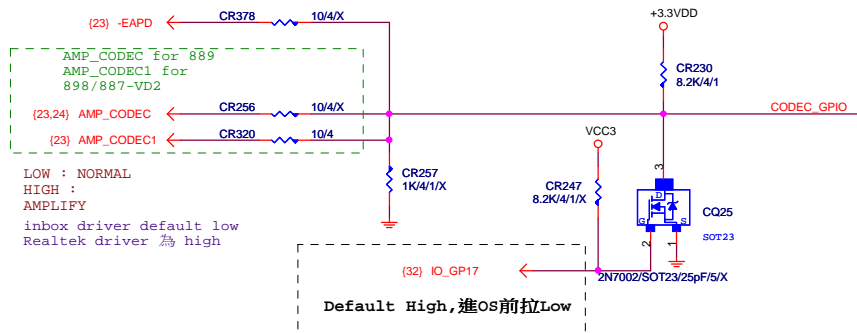 {23} -EAPD
CR378
10/4/X
+3.3VDD
AMP_CODEC for 889
AMP_CODEC1 for
898/887-VD2
CR230
8.2K/4/1
{23,24} AMP_CODEC
CR256
10/4/X
CODEC_GPIO
{23} AMP_CODEC1
CR320
10/4
VCC3
3
LOW : NORMAL
HIGH :
AMPLIFY
CR257
1K/4/1/X
CR247
8.2K/4/1/X
D
G
S
CQ25
SOT23
inbox driver default low
Realtek driver 為 high
2
1
{32} IO_GP17
2N7002/SOT23/25pF/5/X
Default High,進OS前拉Low